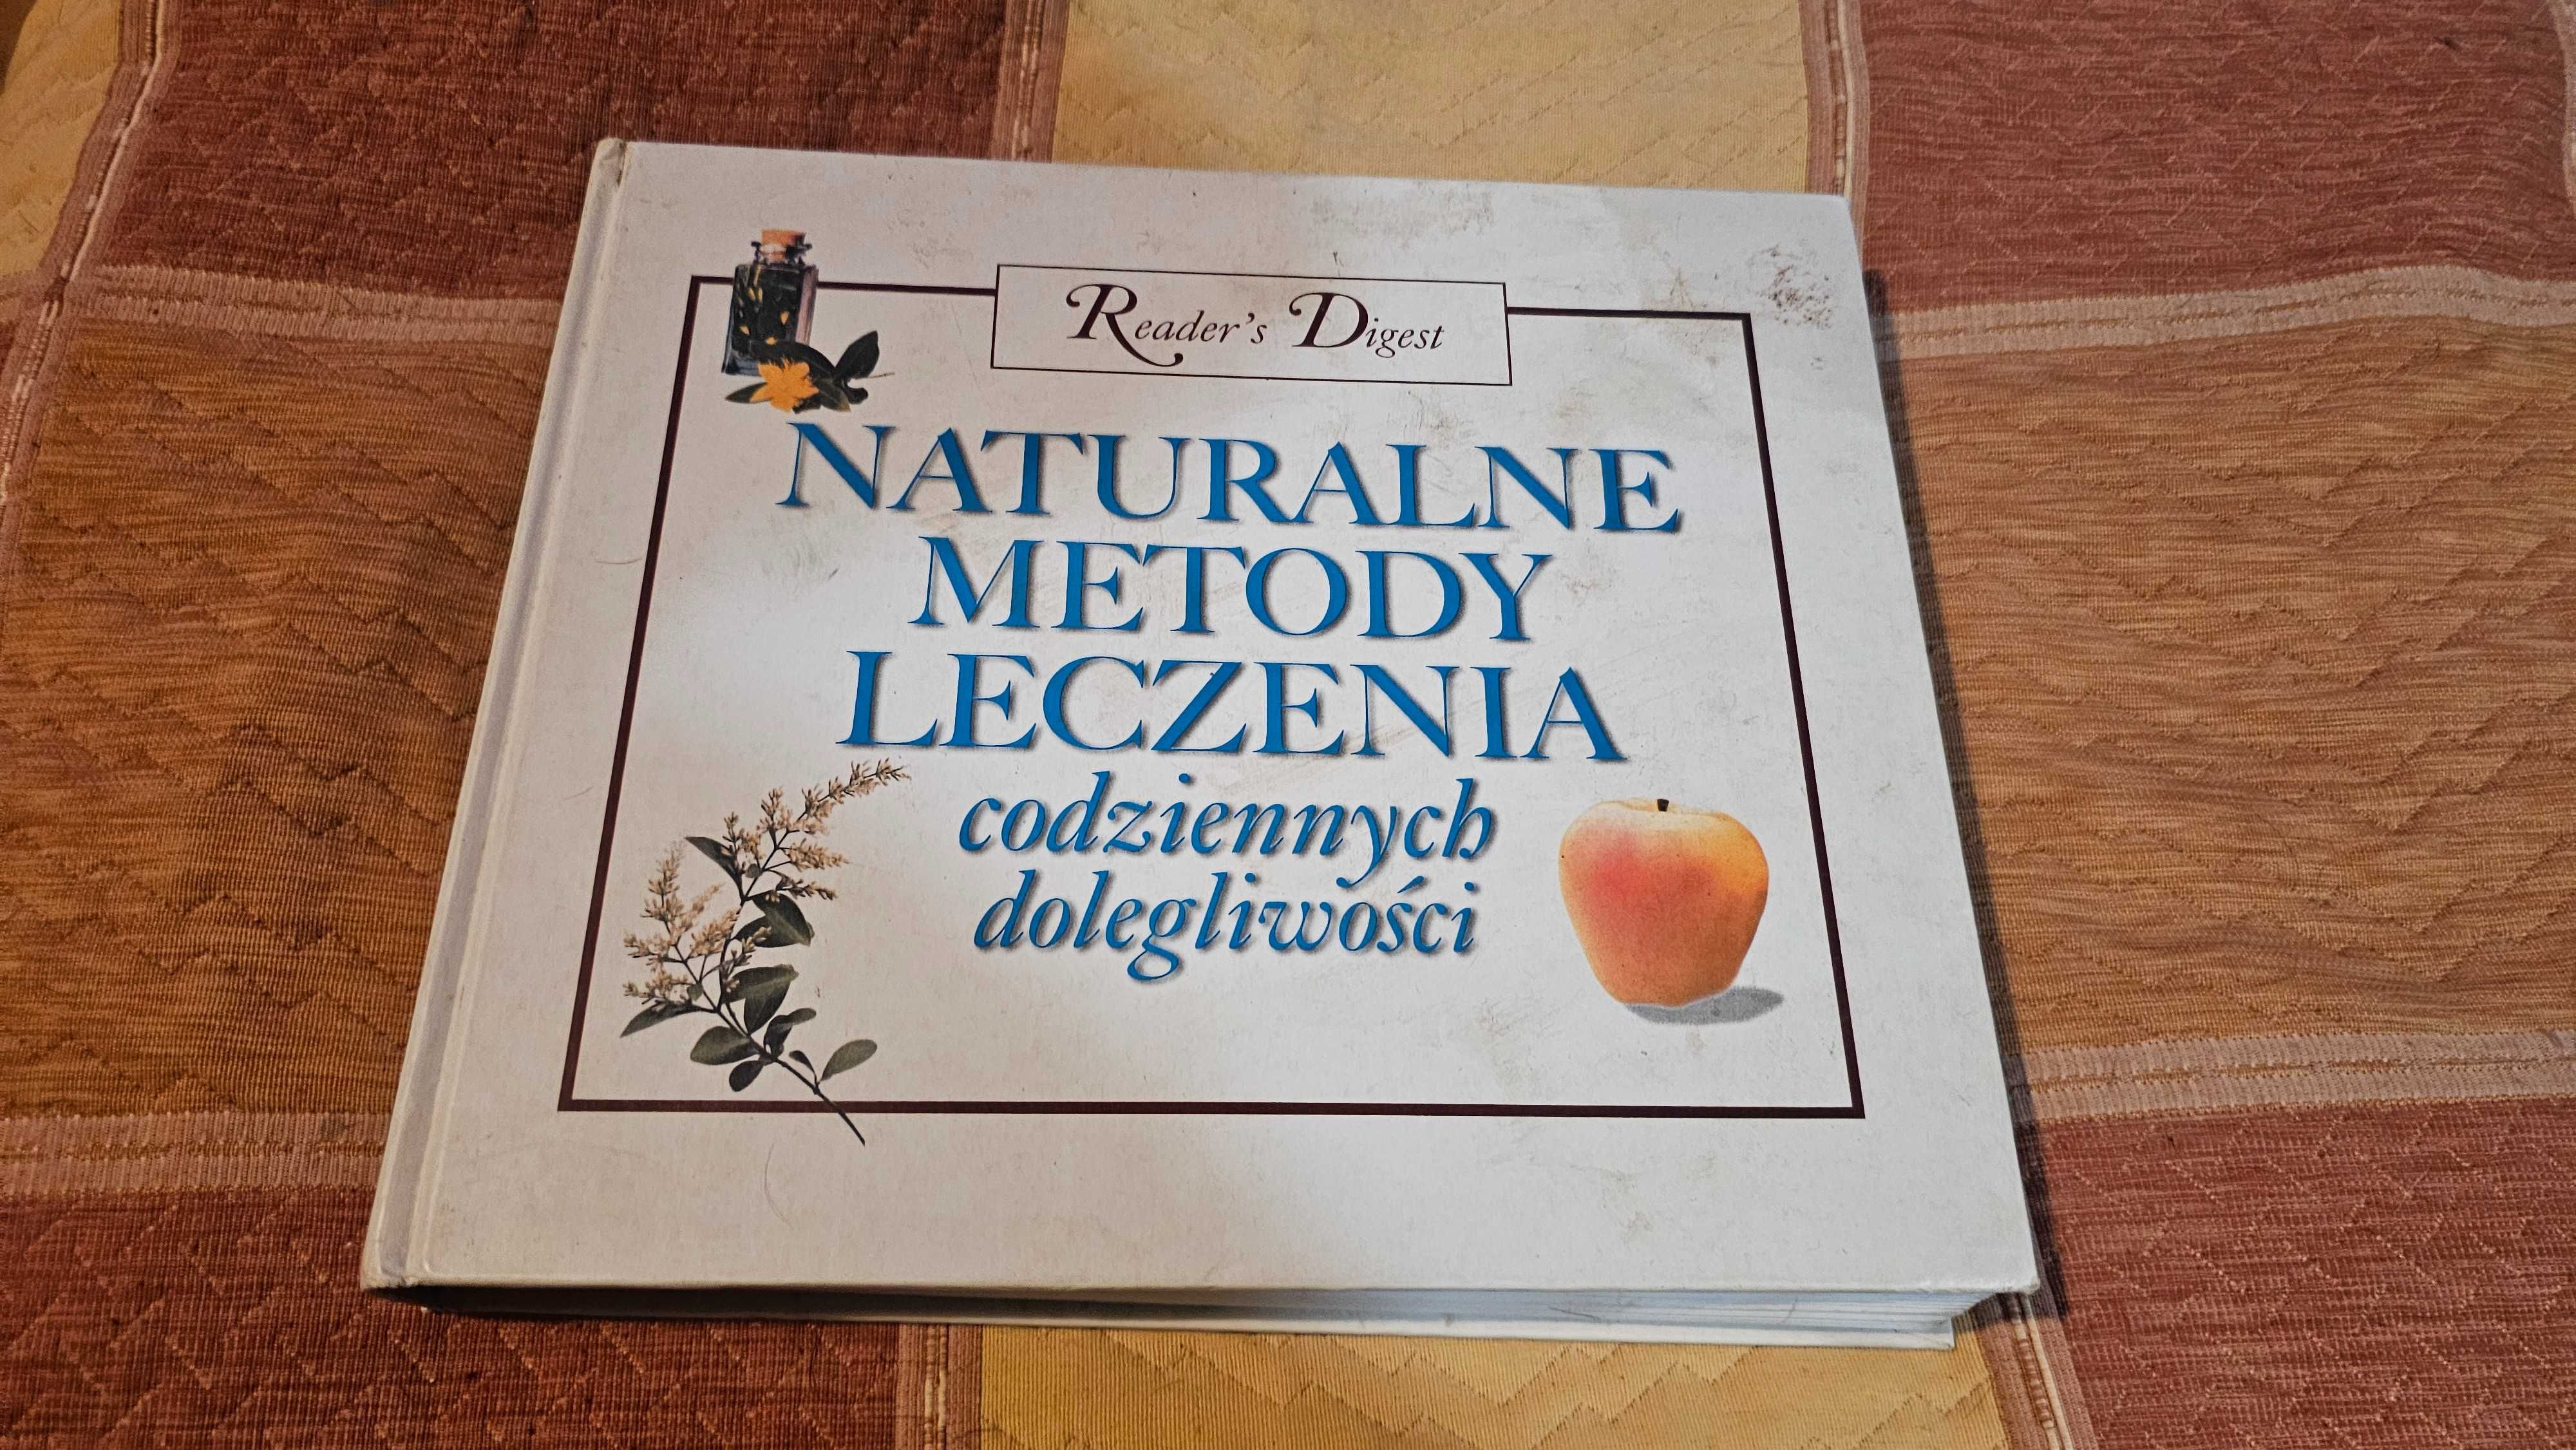 Reader's Digest
NATURALNE
METODY
LECZENIA
codziennych
dolegliwości